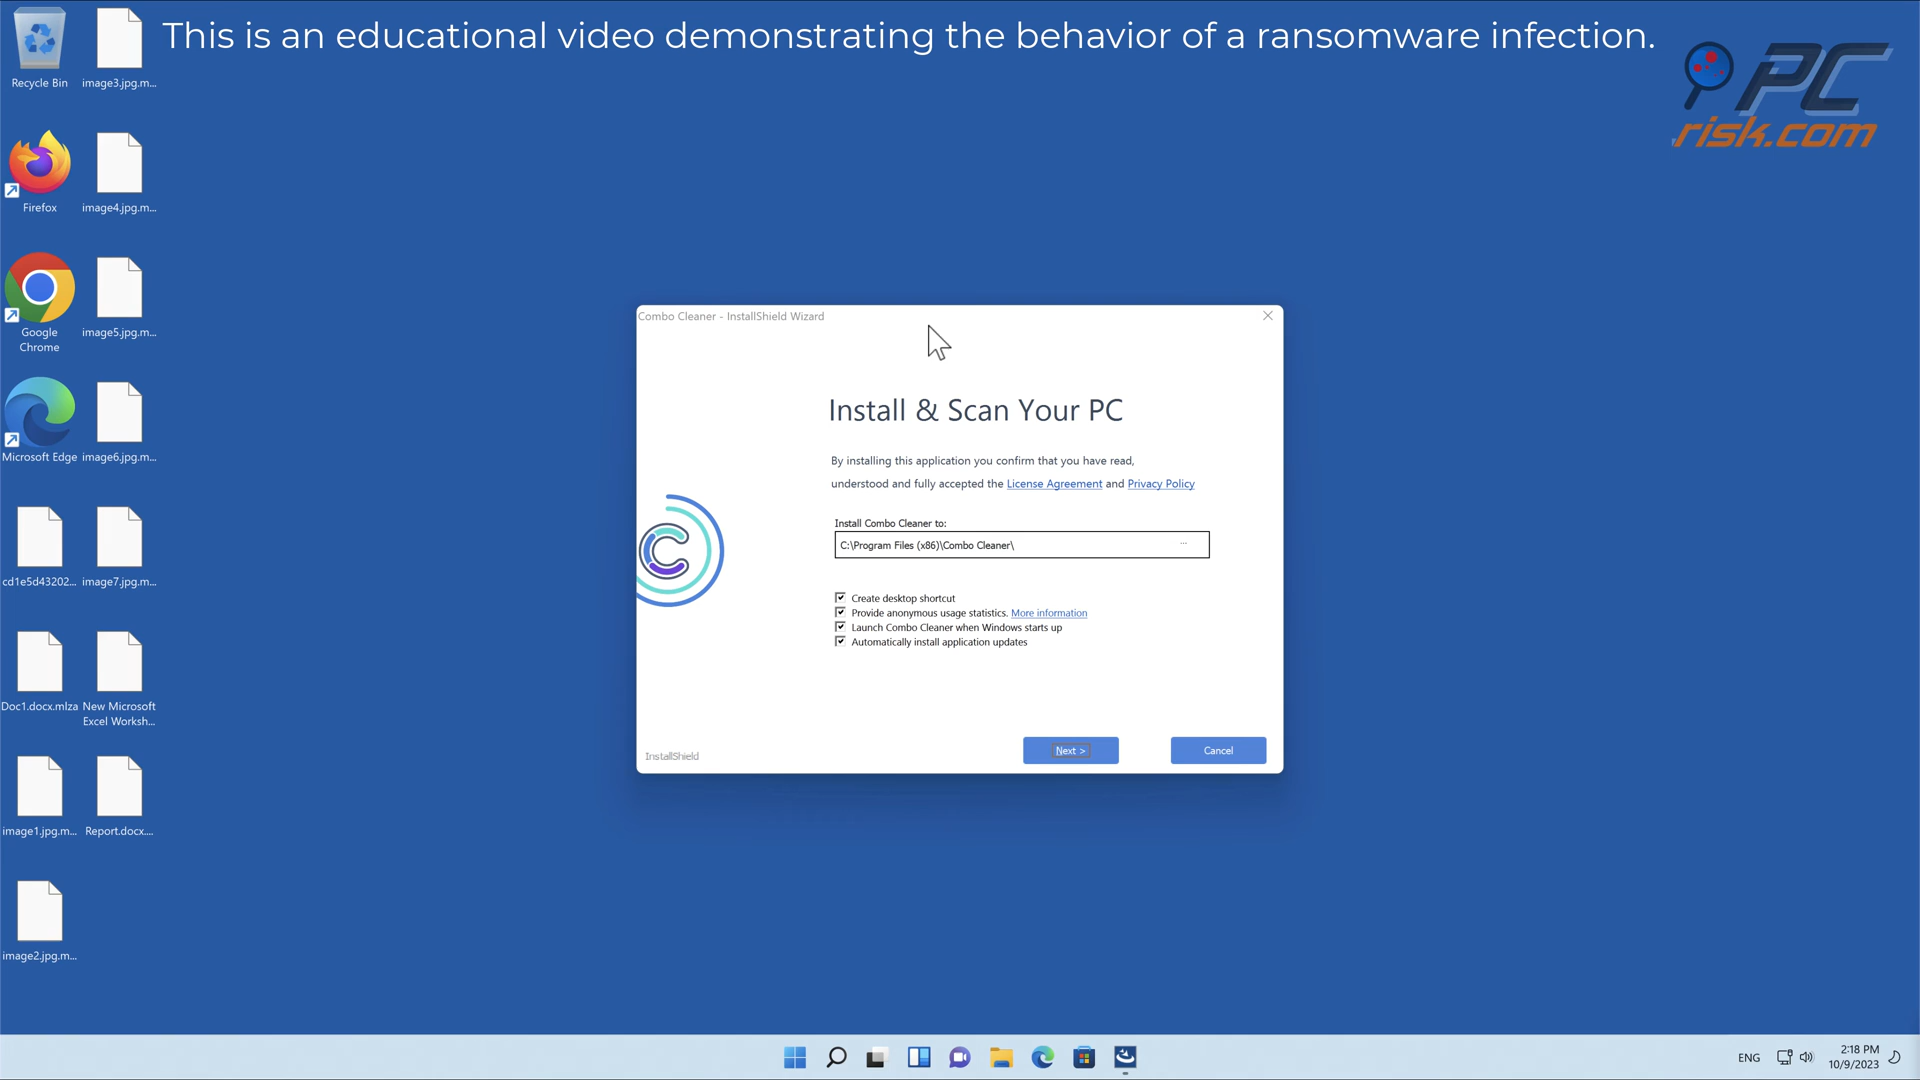 This is an educational video demonstrating the behavior of a ransomware infection.
PC
risk.com
Recycle Bin
image3.jpg.m...
Firefox
image4.jpg.m...
Google
Chrome
image5.jpg.m...
Microsoft Edge
image6.jpg.m...
cd1e5d43202...
image7.jpg.m...
Doc1.docx.mlza
New Microsoft
Excel Worksh...
image1.jpg.m...
Report.docx....
image2.jpg.m...
Combo Cleaner - InstallShield Wizard
Install & Scan Your PC
By installing this application you confirm that you have read,
understood and fully accepted the License Agreement and Privacy Policy
Install Combo Cleaner to:
C:\Program Files (x86)\Combo Cleaner\ ...
Create desktop shortcut
Provide anonymous usage statistics. More information
Launch Combo Cleaner when Windows starts up
Automatically install application updates
InstallShield
Next >
Cancel
ENG
2:18 PM
10/9/2023